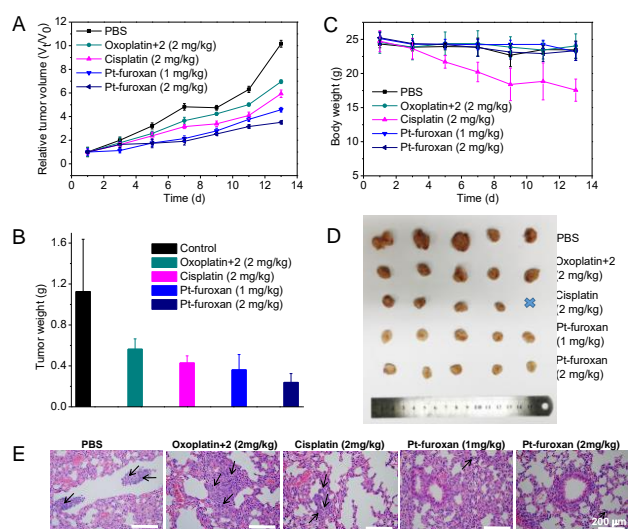 A
Relative tumor volume (Vt/V0)
12
10
8
6
4
2
0
PBS
Oxoplatin+2 (2 mg/kg)
Cisplatin (2 mg/kg)
Pt-furoxan (1 mg/kg)
Pt-furoxan (2 mg/kg)
0 2 4 6 8 10 12 14
Time (d)
C
Body weight (g)
25
20
15
10
5
0
PBS
Oxoplatin+2 (2 mg/kg)
Cisplatin (2 mg/kg)
Pt-furoxan (1 mg/kg)
Pt-furoxan (2 mg/kg)
0 2 4 6 8 10 12 14
Time (d)
B
Tumor weight (g)
1.6
1.2
0.8
0.4
0.0
Control
Oxoplatin+2 (2 mg/kg)
Cisplatin (2 mg/kg)
Pt-furoxan (1 mg/kg)
Pt-furoxan (2 mg/kg)
D
PBS
Oxoplatin+2
(2 mg/kg)
Cisplatin
(2 mg/kg)
Pt-furoxan
(1 mg/kg)
Pt-furoxan
(2 mg/kg)
E
PBS
Oxoplatin+2 (2mg/kg)
Cisplatin (2mg/kg)
Pt-furoxan (1mg/kg)
Pt-furoxan (2mg/kg)
200 μm